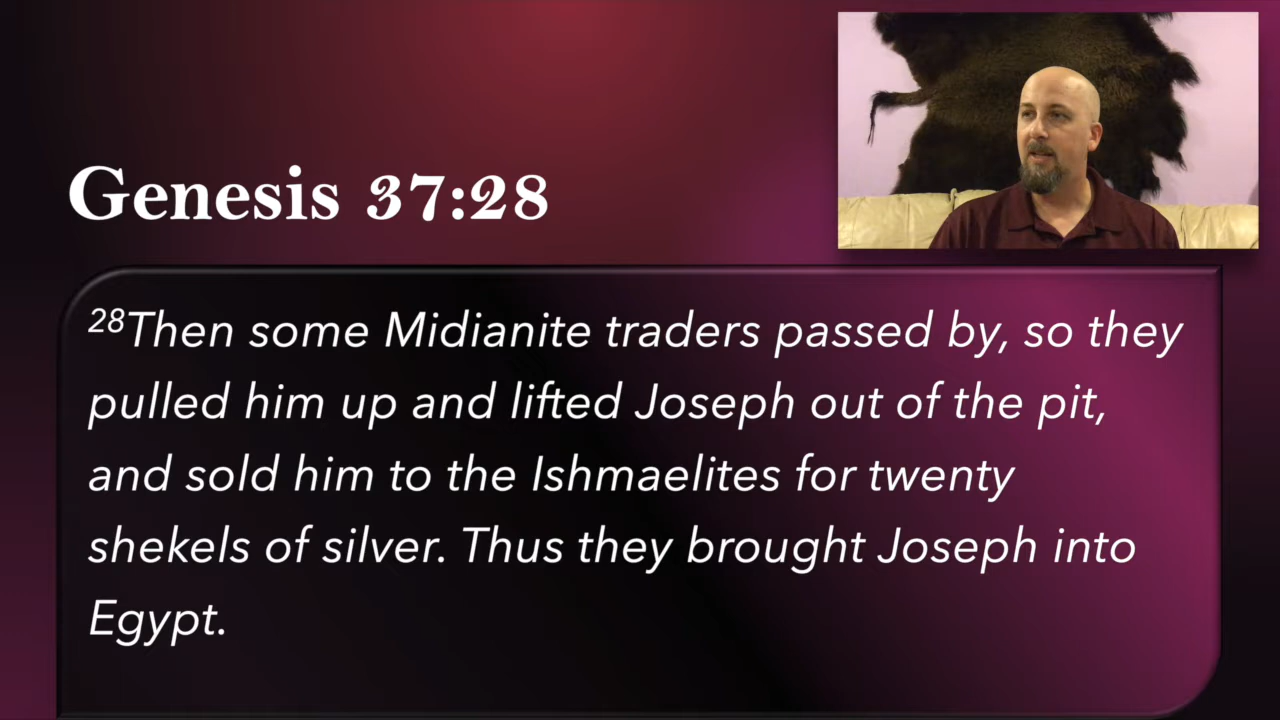 Genesis 37:28
28Then some Midianite traders passed by, so they
pulled him up and lifted Joseph out of the pit,
and sold him to the Ishmaelites for twenty
shekels of silver. Thus they brought Joseph into
Egypt.